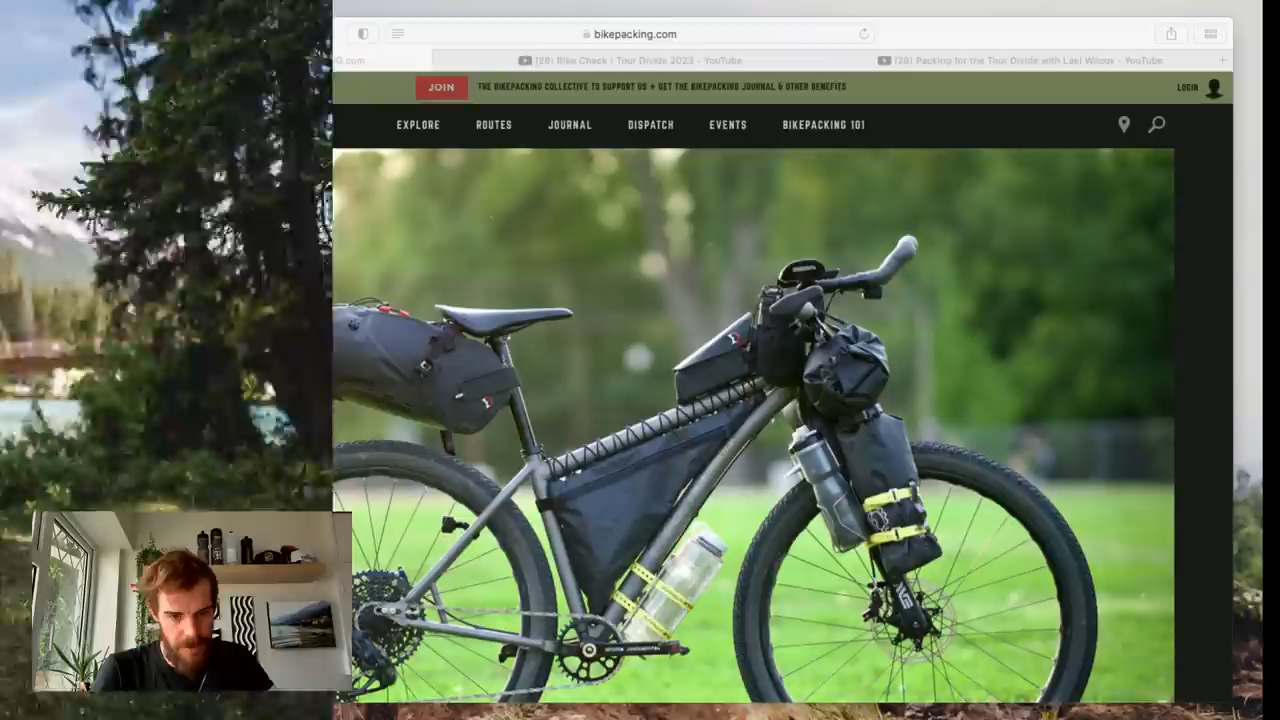 bikepacking.com
(28) Bike Check | Tour Divide 2023 - YouTube
(28) Packing for the Tour Divide with Lael Wilcox - YouTube
JOIN
THE BIKEPACKING COLLECTIVE TO SUPPORT US + GET THE BIKEPACKING JOURNAL & OTHER BENEFITS
LOGIN
EXPLORE
ROUTES
JOURNAL
DISPATCH
EVENTS
BIKEPACKING 101